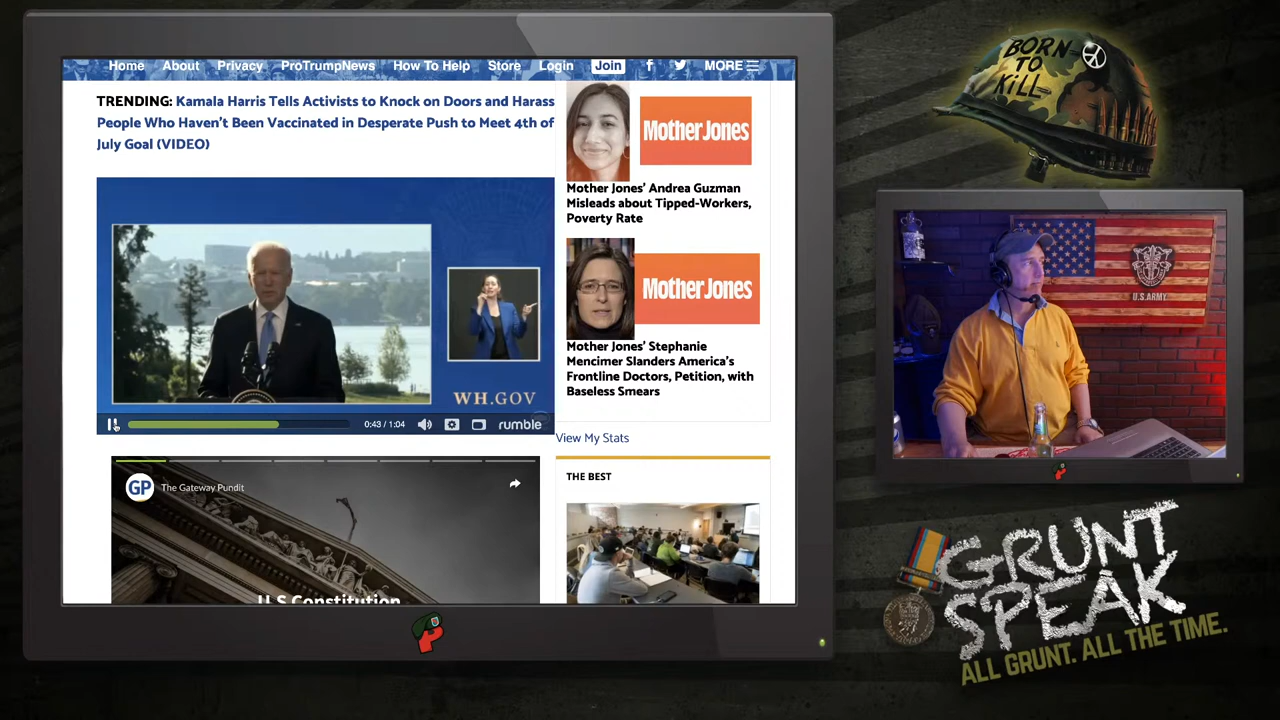 Home About Privacy ProTrumpNews How To Help Store Login Join f MORE
TRENDING: Kamala Harris Tells Activists to Knock on Doors and Harass
People Who Haven't Been Vaccinated in Desperate Push to Meet 4th of
July Goal (VIDEO)
WH.GOV
0:43 / 1:04
rumble
GP The Gateway Pundit
U.S Constitution
MotherJones
Mother Jones' Andrea Guzman
Misleads about Tipped-Workers,
Poverty Rate
MotherJones
Mother Jones' Stephanie
Mencimer Slanders America's
Frontline Doctors, Petition, with
Baseless Smears
View My Stats
THE BEST
BORN
TO
KiLL
U.S. ARMY
GRUNT
SPEAK
ALL GRUNT. ALL THE TIME.